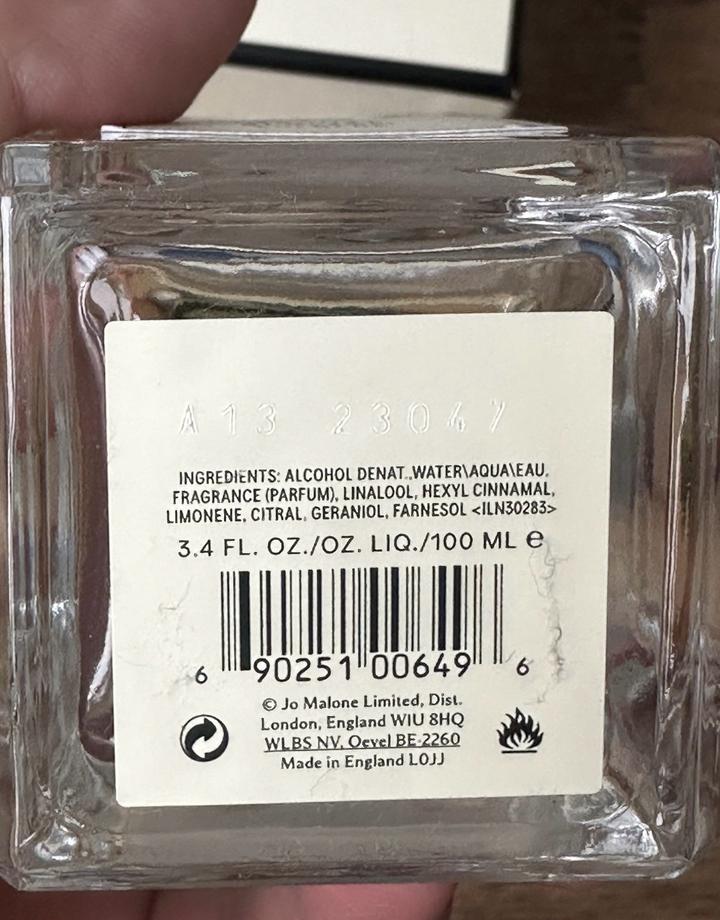 A13 23047
INGREDIENTS: ALCOHOL DENAT.,WATER\AQUA\EAU,
FRAGRANCE (PARFUM), LINALOOL, HEXYL CINNAMAL,
LIMONENE, CITRAL, GERANIOL, FARNESOL <ILN30283>
3.4 FL. OZ./OZ. LIQ./100 ML e
6 90251 00649 6
© Jo Malone Limited, Dist.
London, England W1U 8HQ
WLBS NV, Oevel BE-2260
Made in England L0JJ